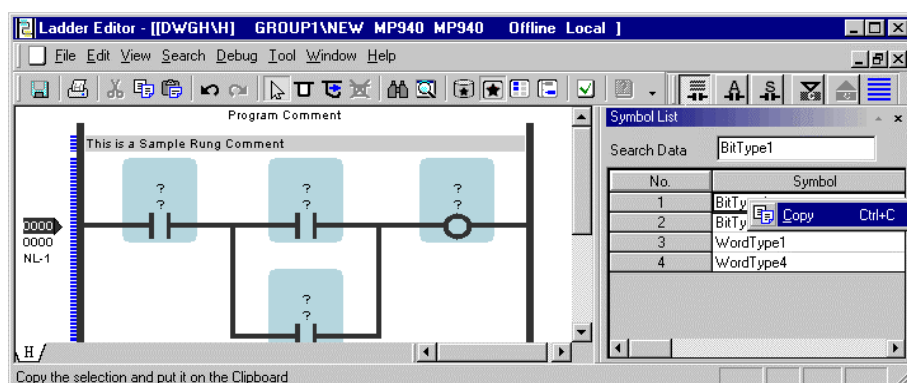 Ladder Editor - [[DWGH\H] GROUP1\NEW MP940 MP940 Offline Local ]
File Edit View Search Debug Tool Window Help
A S
Program Comment
This is a Sample Rung Comment
? ? ?
? ? ?
0000
0000
NL-1
?
?
H
Symbol List
Search Data BitType1
No. Symbol
1 BitTy
2 BitTy
Copy Ctrl+C
3 WordType1
4 WordType4
Copy the selection and put it on the Clipboard